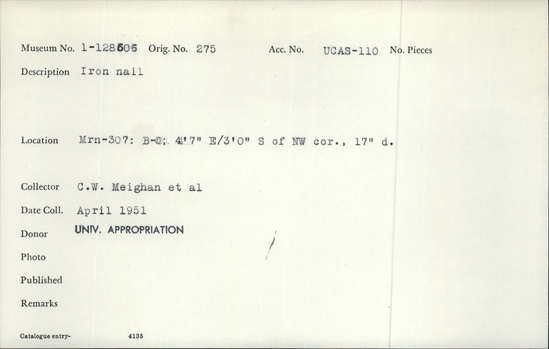 Museum No. 1-128606 Orig. No. 275 Acc. No. UCAS-110 No. Pieces
Description Iron nail
Location Mrn-307: B-C; 4'7" E/3'0" S of NW cor., 17" d.
Collector C.W. Meighan et al
Date Coll. April 1951
Donor UNIV. APPROPRIATION
Photo
Published
Remarks
Catalogue entry- 4135